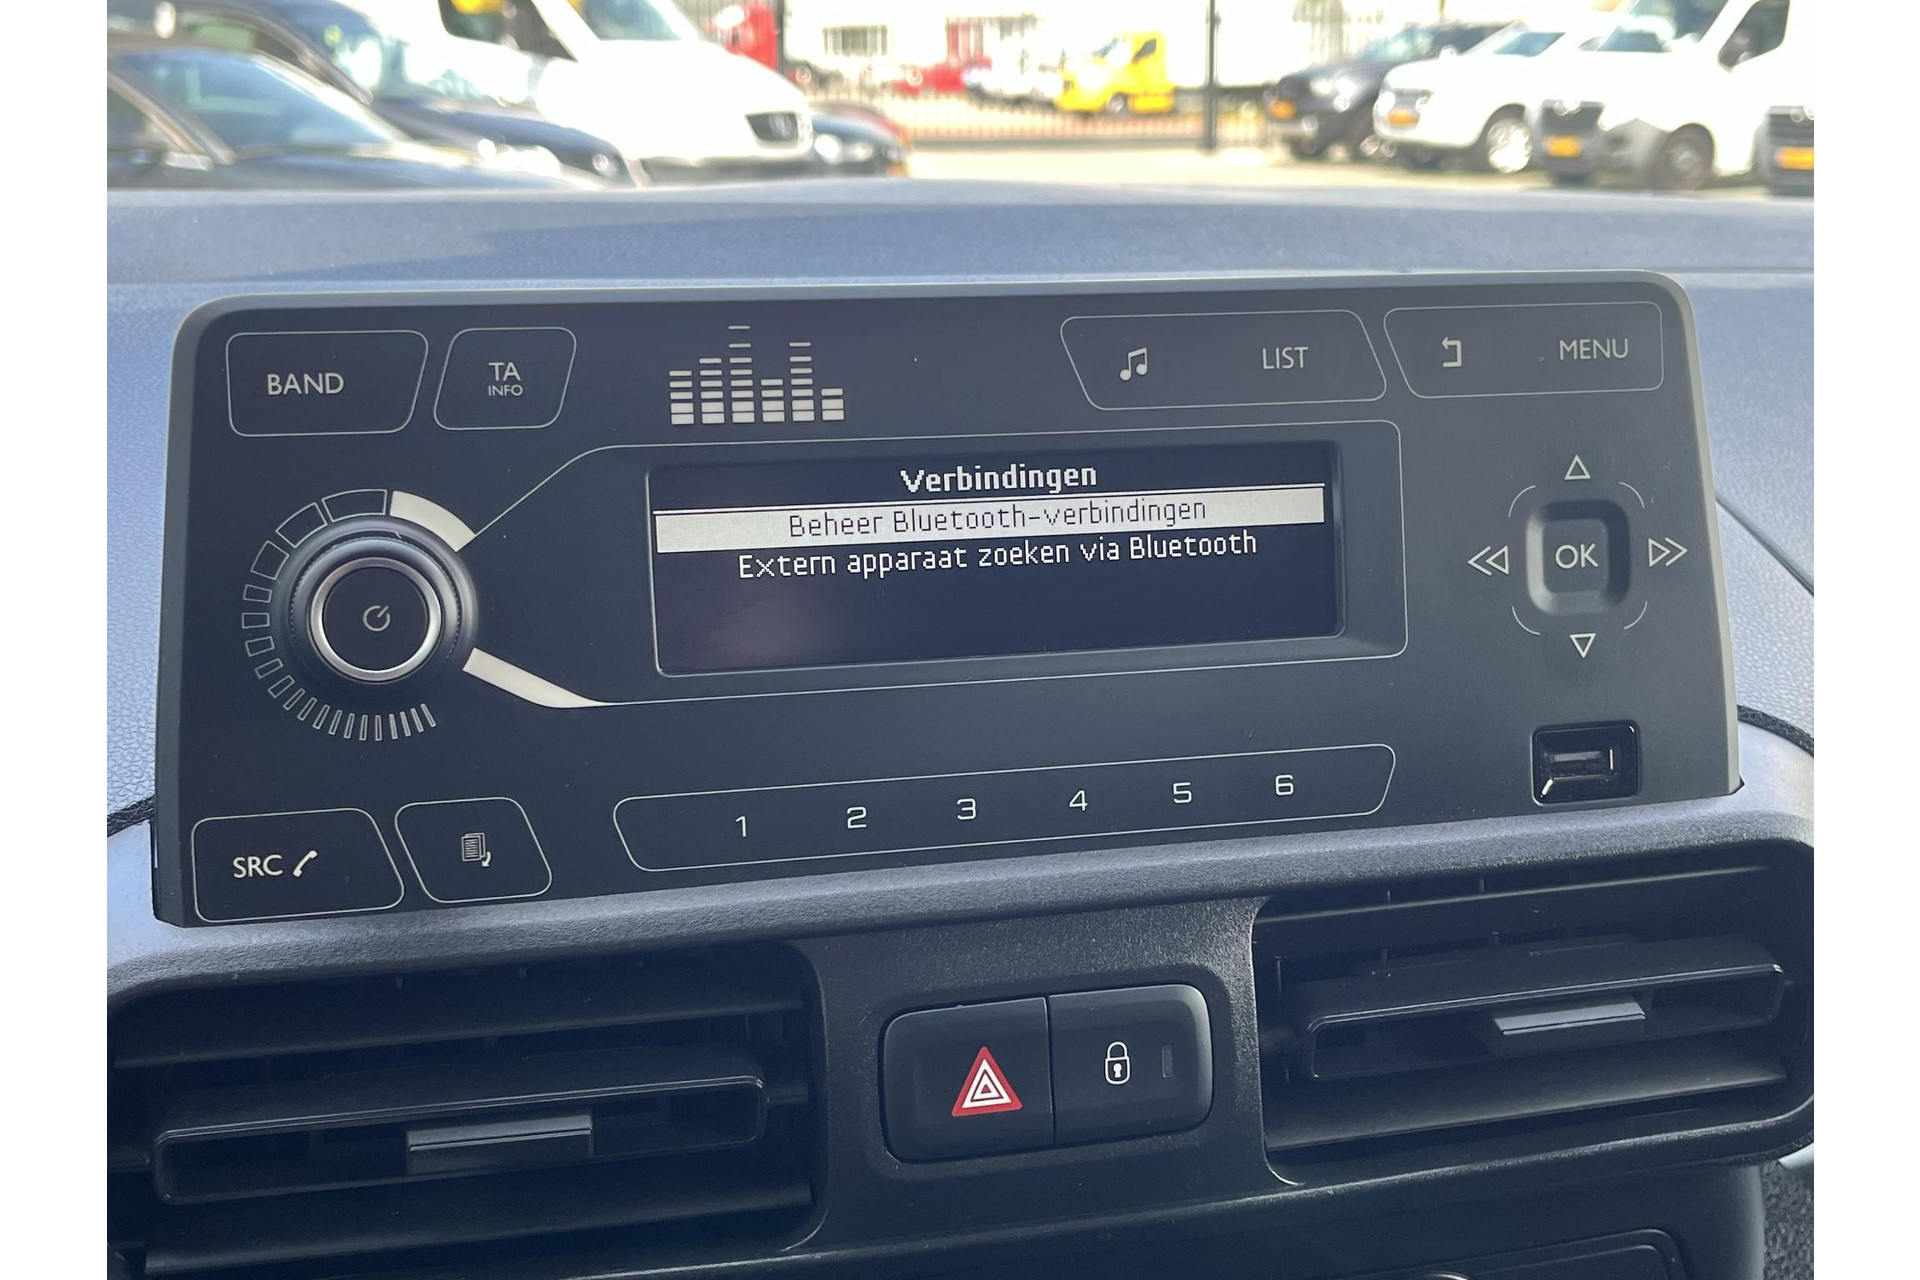 BAND
TA
INFO
LIST
MENU
Verbindingen
Beheer Bluetooth-verbindingen
Extern apparaat zoeken via Bluetooth
OK
1 2 3 4 5 6
SRC